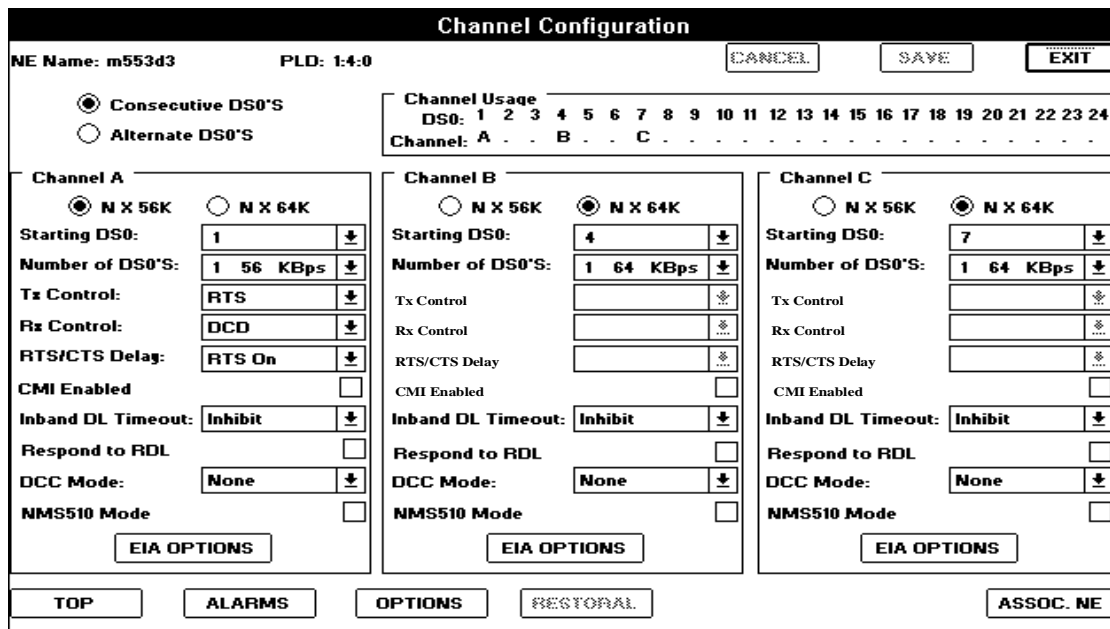 Channel Configuration
NE Name: m553d3 PLD: 1:4:0 CANCEL SAVE EXIT
Consecutive DS0'S
Alternate DS0'S
Channel Usage
DS0: 1 2 3 4 5 6 7 8 9 10 11 12 13 14 15 16 17 18 19 20 21 22 23 24
Channel: A . . B . . C . . . . . . . . . . . . . . . . .
Channel A
N X 56K N X 64K
Starting DS0: 1
Number of DS0'S: 1 56 KBps
Tx Control: RTS
Rx Control: DCD
RTS/CTS Delay: RTS On
CMI Enabled
Inband DL Timeout: Inhibit
Respond to RDL
DCC Mode: None
NMS510 Mode
EIA OPTIONS
Channel B
N X 56K N X 64K
Starting DS0: 4
Number of DS0'S: 1 64 KBps
Tx Control
Rx Control
RTS/CTS Delay
CMI Enabled
Inband DL Timeout: Inhibit
Respond to RDL
DCC Mode: None
NMS510 Mode
EIA OPTIONS
Channel C
N X 56K N X 64K
Starting DS0: 7
Number of DS0'S: 1 64 KBps
Tx Control
Rx Control
RTS/CTS Delay
CMI Enabled
Inband DL Timeout: Inhibit
Respond to RDL
DCC Mode: None
NMS510 Mode
EIA OPTIONS
TOP ALARMS OPTIONS RESTORAL ASSOC. NE